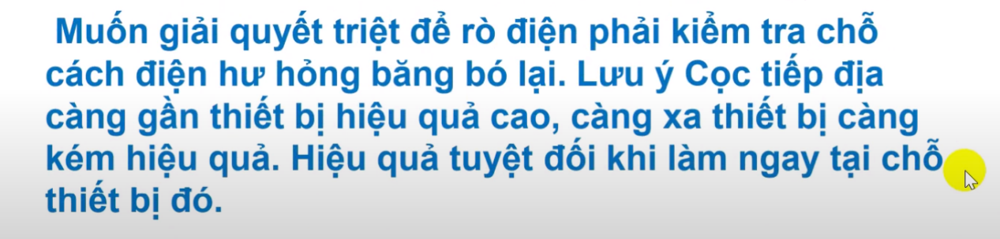 Muốn giải quyết triệt để rò điện phải kiểm tra chỗ
cách điện hư hỏng băng bó lại. Lưu ý Cọc tiếp địa
càng gần thiết bị hiệu quả cao, càng xa thiết bị càng
kém hiệu quả. Hiệu quả tuyệt đối khi làm ngay tại chỗ
thiết bị đó.